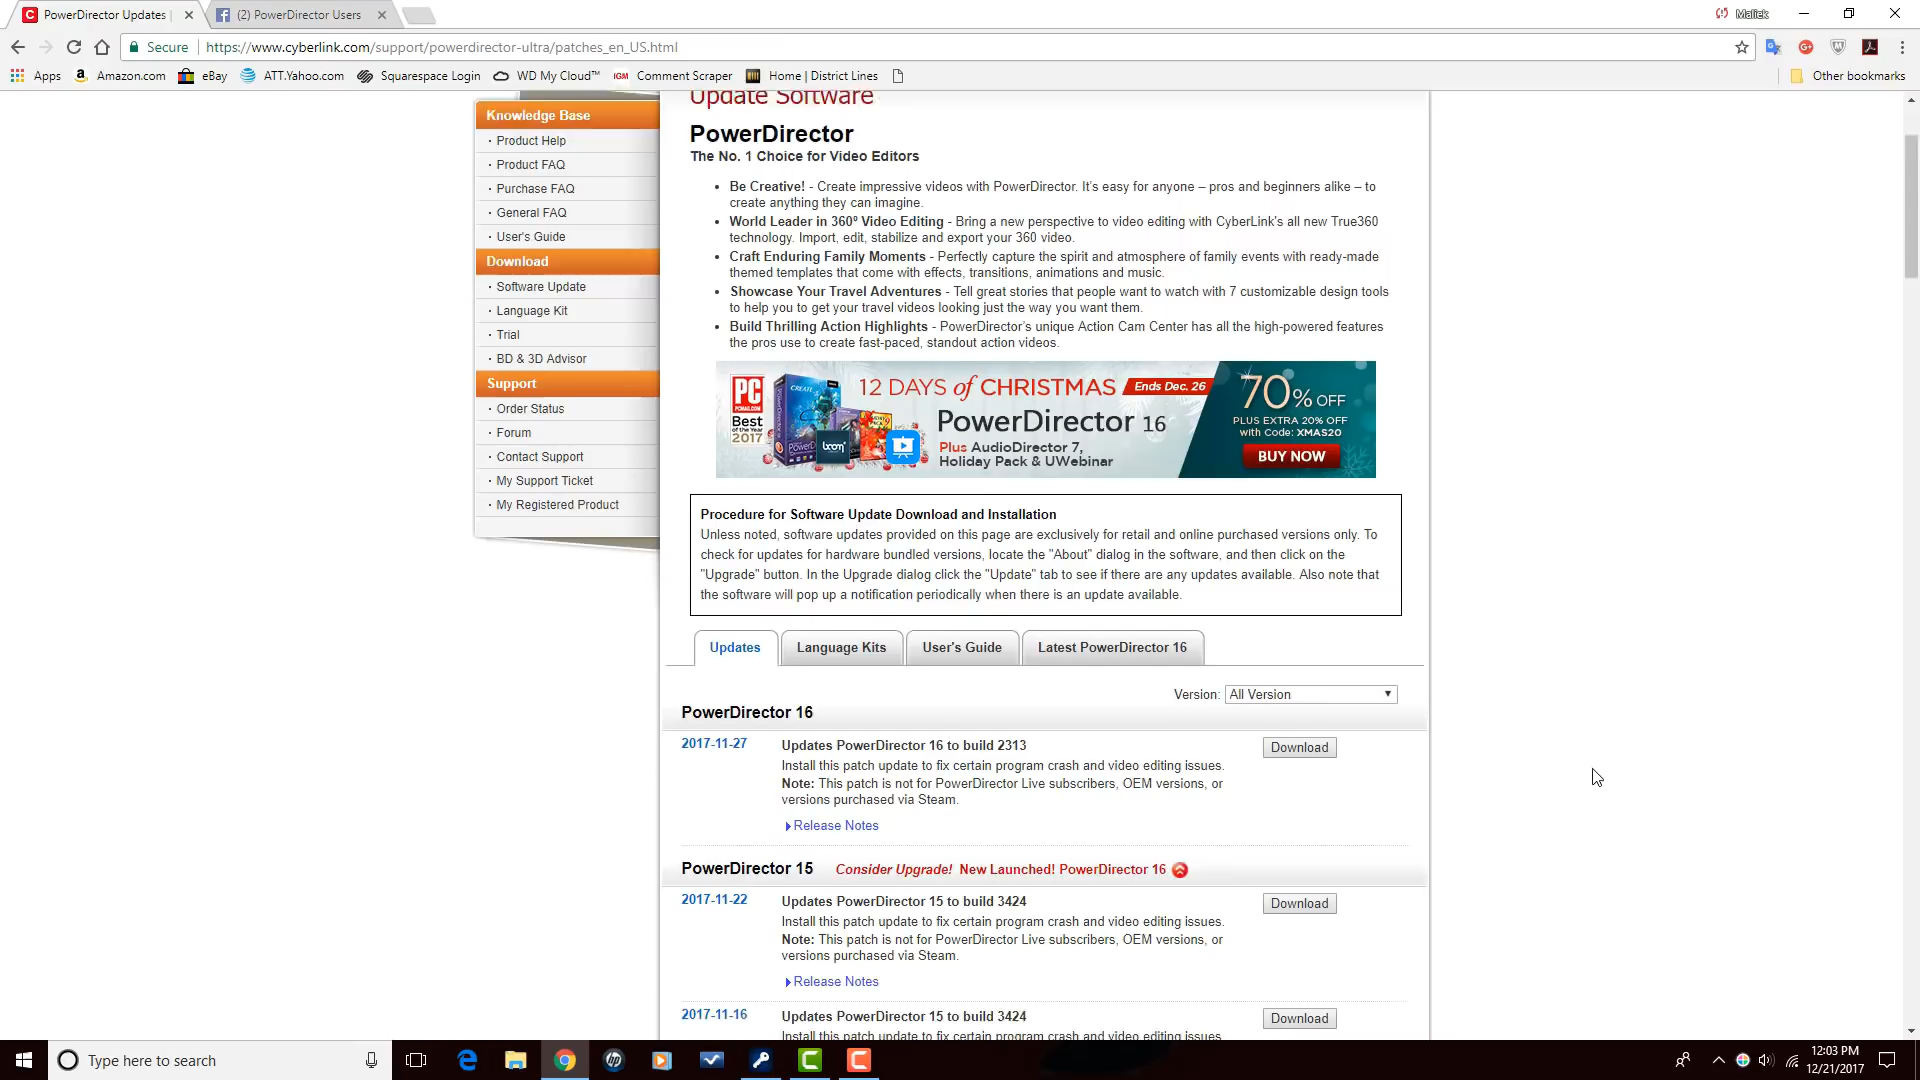 PowerDirector Updates |
(2) PowerDirector Users
Maliek
Secure
https://www.cyberlink.com/support/powerdirector-ultra/patches_en_US.html
Apps
Amazon.com
eBay
ATT.Yahoo.com
Squarespace Login
WD My Cloud™
IGM
Comment Scraper
Home | District Lines
Other bookmarks
Knowledge Base
· Product Help
· Product FAQ
· Purchase FAQ
· General FAQ
· User's Guide
Download
· Software Update
· Language Kit
· Trial
· BD & 3D Advisor
Support
· Order Status
· Forum
· Contact Support
· My Support Ticket
· My Registered Product
Update Software
PowerDirector
The No. 1 Choice for Video Editors
• Be Creative! - Create impressive videos with PowerDirector. It's easy for anyone – pros and beginners alike – to
create anything they can imagine.
• World Leader in 360º Video Editing - Bring a new perspective to video editing with CyberLink's all new True360
technology. Import, edit, stabilize and export your 360 video.
• Craft Enduring Family Moments - Perfectly capture the spirit and atmosphere of family events with ready-made
themed templates that come with effects, transitions, animations and music.
• Showcase Your Travel Adventures - Tell great stories that people want to watch with 7 customizable design tools
to help you to get your travel videos looking just the way you want them.
• Build Thrilling Action Highlights - PowerDirector's unique Action Cam Center has all the high-powered features
the pros use to create fast-paced, standout action videos.
PC
PCMAG.COM
Best
of the Year
2017
CREATE
12 DAYS of CHRISTMAS
Ends Dec. 26
PowerDirector 16
Plus AudioDirector 7,
Holiday Pack & UWebinar
70% OFF
PLUS EXTRA 20% OFF
with Code: XMAS20
BUY NOW
Procedure for Software Update Download and Installation
Unless noted, software updates provided on this page are exclusively for retail and online purchased versions only. To
check for updates for hardware bundled versions, locate the "About" dialog in the software, and then click on the
"Upgrade" button. In the Upgrade dialog click the "Update" tab to see if there are any updates available. Also note that
the software will pop up a notification periodically when there is an update available.
Updates
Language Kits
User's Guide
Latest PowerDirector 16
Version: All Version
PowerDirector 16
2017-11-27
Updates PowerDirector 16 to build 2313
Download
Install this patch update to fix certain program crash and video editing issues.
Note: This patch is not for PowerDirector Live subscribers, OEM versions, or
versions purchased via Steam.
Release Notes
PowerDirector 15
Consider Upgrade! New Launched! PowerDirector 16
2017-11-22
Updates PowerDirector 15 to build 3424
Download
Install this patch update to fix certain program crash and video editing issues.
Note: This patch is not for PowerDirector Live subscribers, OEM versions, or
versions purchased via Steam.
Release Notes
2017-11-16
Updates PowerDirector 15 to build 3424
Download
Install this patch update to fix certain program crash and video editing issues.
Type here to search
12:03 PM
12/21/2017